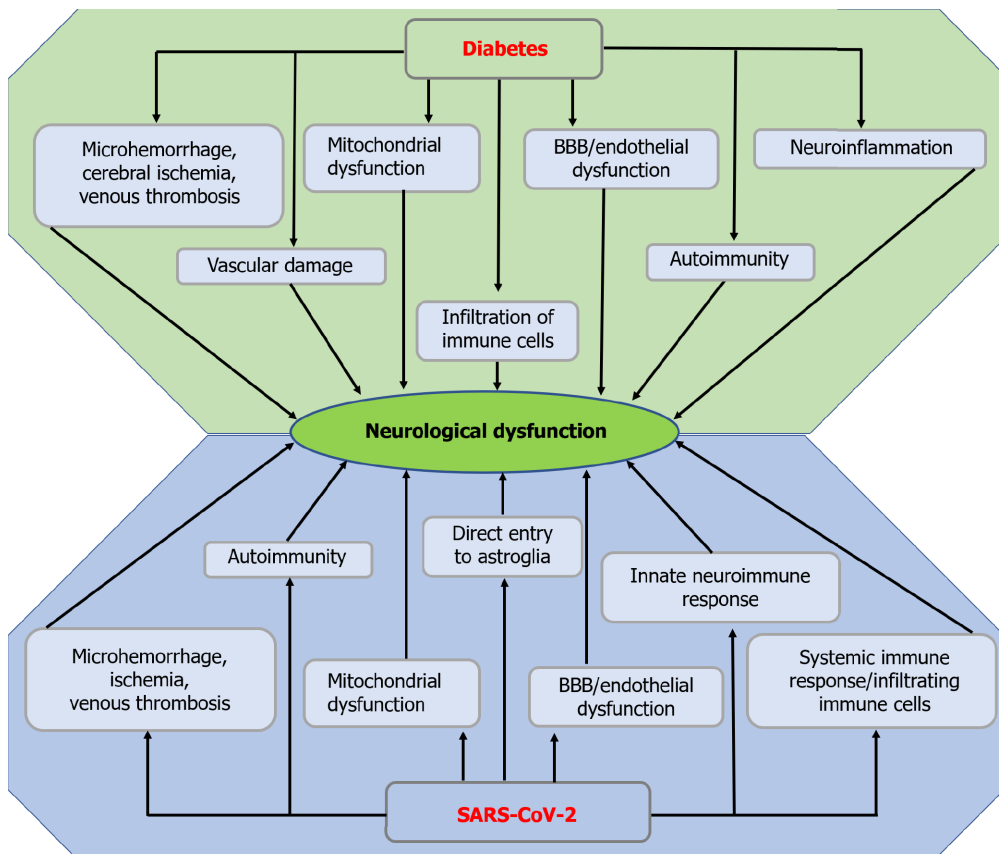 Diabetes
Microhemorrhage,
cerebral ischemia,
venous thrombosis
Mitochondrial
dysfunction
BBB/endothelial
dysfunction
Neuroinflammation
Vascular damage
Autoimmunity
Infiltration of
immune cells
Neurological dysfunction
Autoimmunity
Direct entry
to astroglia
Innate neuroimmune
response
Microhemorrhage,
ischemia,
venous thrombosis
Mitochondrial
dysfunction
BBB/endothelial
dysfunction
Systemic immune
response/infiltrating
immune cells
SARS-CoV-2